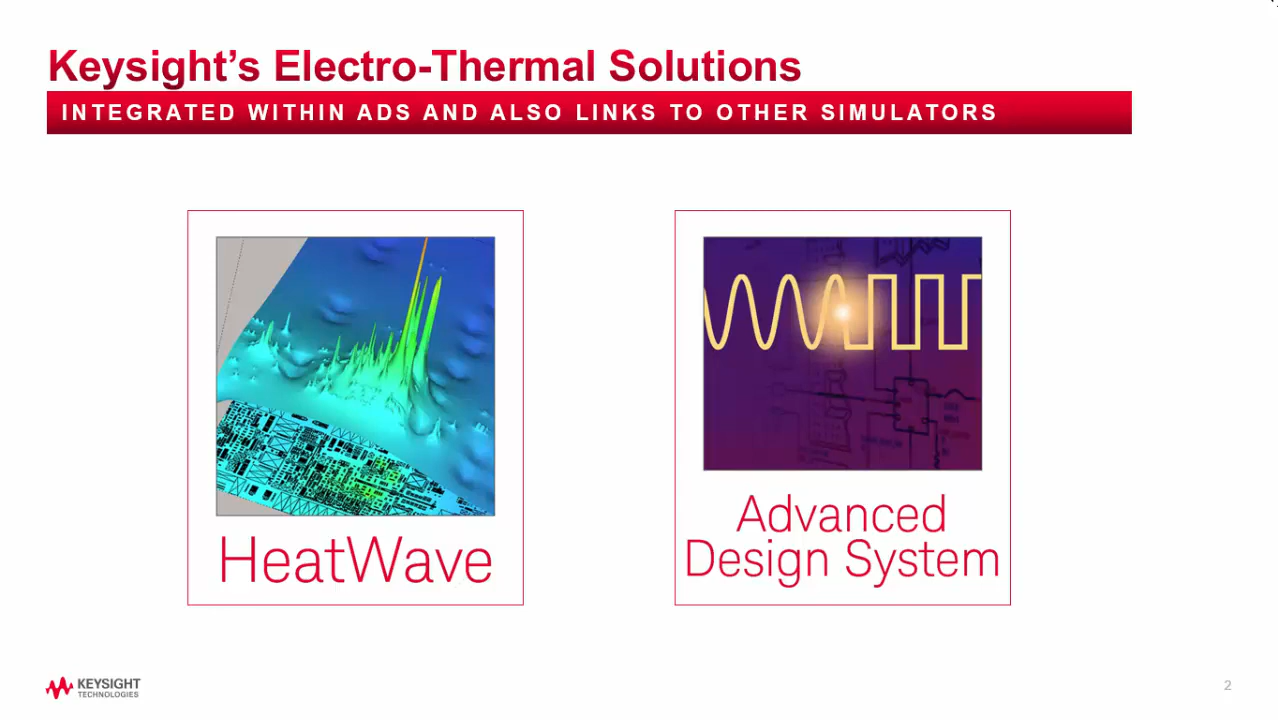 Keysight’s Electro-Thermal Solutions
INTEGRATED WITHIN ADS AND ALSO LINKS TO OTHER SIMULATORS
HeatWave
Advanced
Design System
KEYSIGHT
TECHNOLOGIES
2